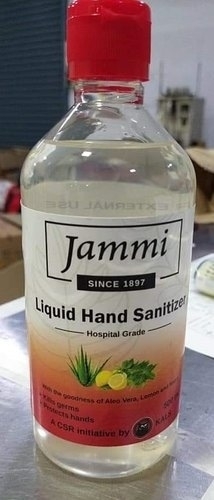 EXTERNAL USE
Jammi
SINCE 1897
Liquid Hand Sanitizer
Hospital Grade
With the goodness of Aloe Vera, Lemon and
Kills germs
Protects hands
A CSR initiative by